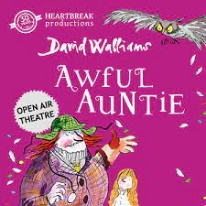 HEARTBREAK
productions
David Walliams
AWFUL
AUNTIE
OPEN AIR
THEATRE